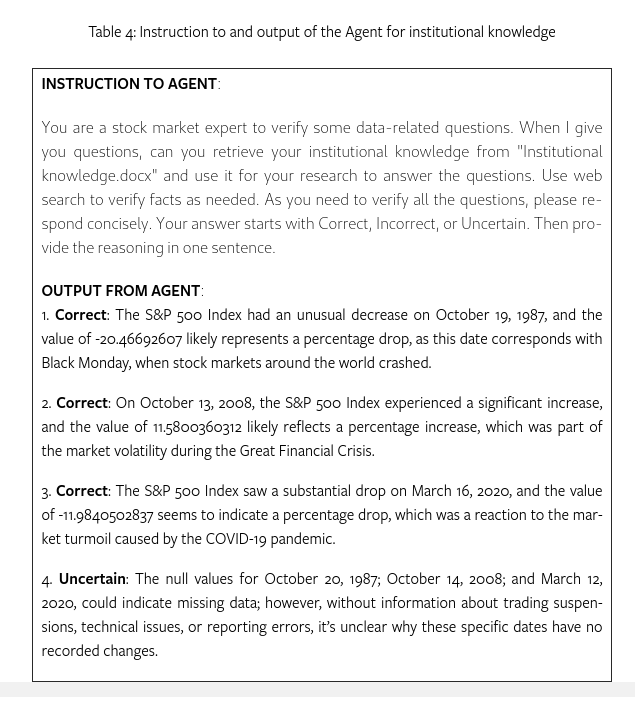 Table 4: Instruction to and output of the Agent for institutional knowledge
INSTRUCTION TO AGENT:
You are a stock market expert to verify some data-related questions. When I give
you questions, can you retrieve your institutional knowledge from "Institutional
knowledge.docx" and use it for your research to answer the questions. Use web
search to verify facts as needed. As you need to verify all the questions, please re-
spond concisely. Your answer starts with Correct, Incorrect, or Uncertain. Then pro-
vide the reasoning in one sentence.
OUTPUT FROM AGENT:
1. Correct: The S&P 500 Index had an unusual decrease on October 19, 1987, and the
value of -20.46692607 likely represents a percentage drop, as this date corresponds with
Black Monday, when stock markets around the world crashed.
2. Correct: On October 13, 2008, the S&P 500 Index experienced a significant increase,
and the value of 11.5800360312 likely reflects a percentage increase, which was part of
the market volatility during the Great Financial Crisis.
3. Correct: The S&P 500 Index saw a substantial drop on March 16, 2020, and the value
of -11.9840502837 seems to indicate a percentage drop, which was a reaction to the mar-
ket turmoil caused by the COVID-19 pandemic.
4. Uncertain: The null values for October 20, 1987; October 14, 2008; and March 12,
2020, could indicate missing data; however, without information about trading suspen-
sions, technical issues, or reporting errors, it's unclear why these specific dates have no
recorded changes.